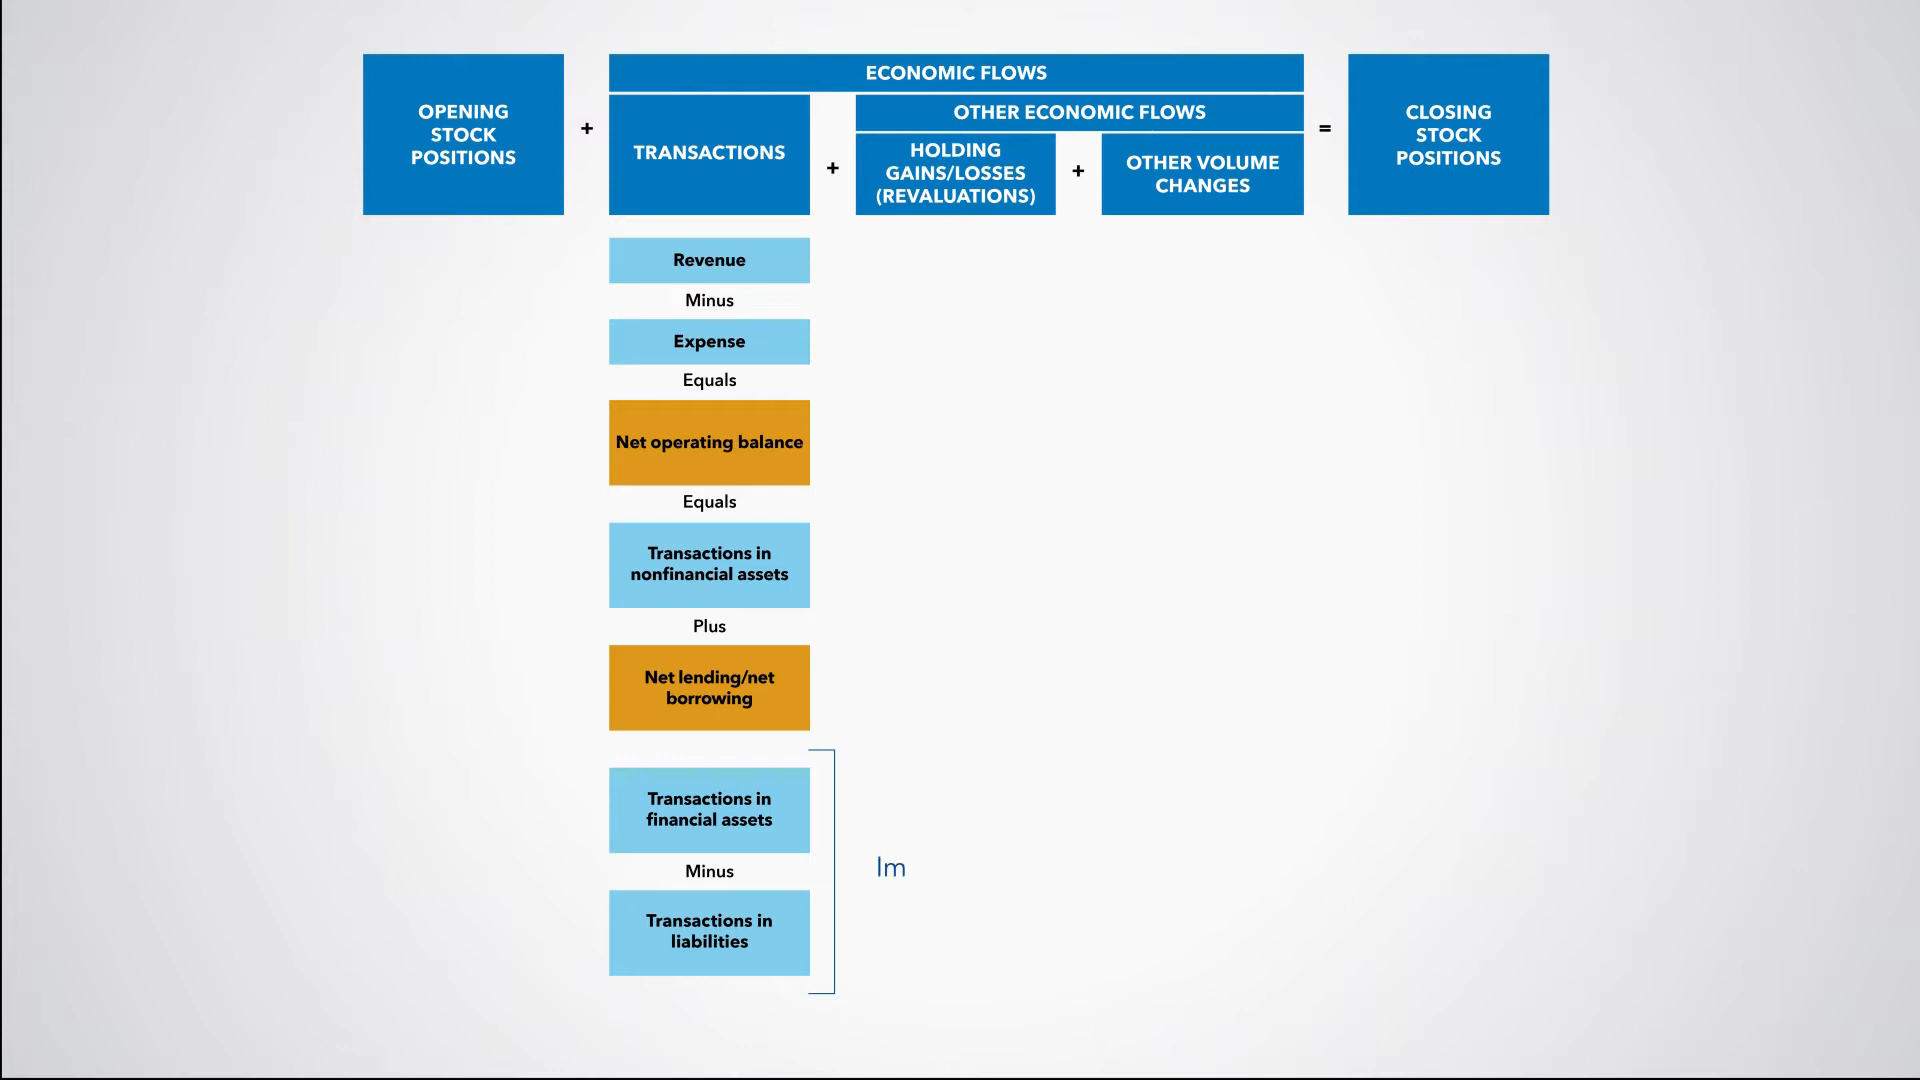 ECONOMIC FLOWS
OPENING
STOCK
POSITIONS
+
TRANSACTIONS
+
OTHER ECONOMIC FLOWS
HOLDING
GAINS/LOSSES
(REVALUATIONS)
+
OTHER VOLUME
CHANGES
=
CLOSING
STOCK
POSITIONS
Revenue
Minus
Expense
Equals
Net operating balance
Equals
Transactions in
nonfinancial assets
Plus
Net lending/net
borrowing
Transactions in
financial assets
Minus
Transactions in
liabilities
Im